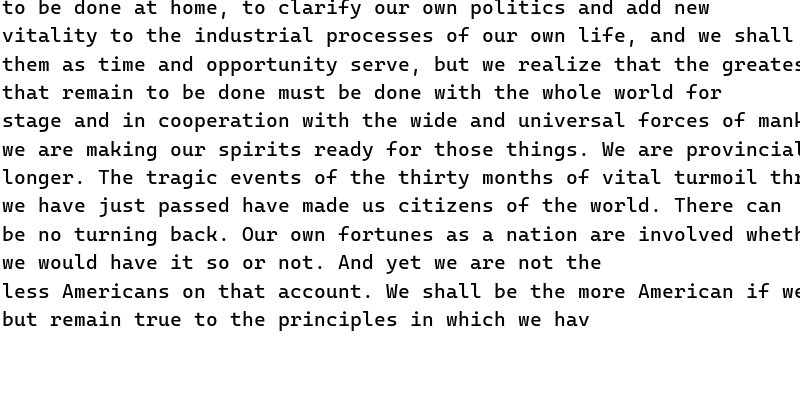 to be done at home, to clarify our own politics and add new
vitality to the industrial processes of our own life, and we shall
them as time and opportunity serve, but we realize that the greates
that remain to be done must be done with the whole world for
stage and in cooperation with the wide and universal forces of mank
we are making our spirits ready for those things. We are provincial
longer. The tragic events of the thirty months of vital turmoil thr
we have just passed have made us citizens of the world. There can
be no turning back. Our own fortunes as a nation are involved wheth
we would have it so or not. And yet we are not the
less Americans on that account. We shall be the more American if we
but remain true to the principles in which we hav